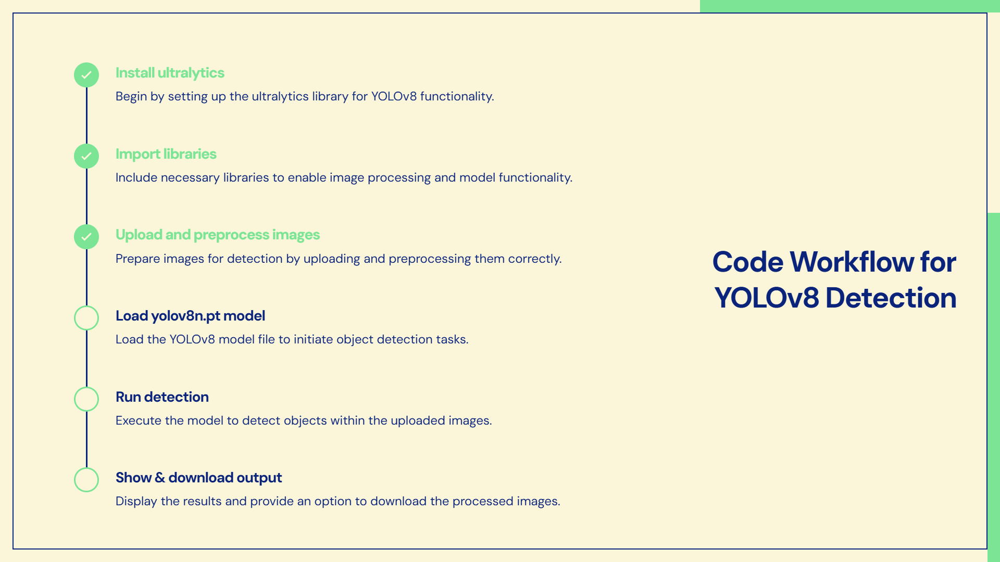 Install ultralytics
Begin by setting up the ultralytics library for YOLOv8 functionality.
Import libraries
Include necessary libraries to enable image processing and model functionality.
Upload and preprocess images
Prepare images for detection by uploading and preprocessing them correctly.
Load yolov8n.pt model
Load the YOLOv8 model file to initiate object detection tasks.
Run detection
Execute the model to detect objects within the uploaded images.
Show & download output
Display the results and provide an option to download the processed images.
Code Workflow for
YOLOv8 Detection